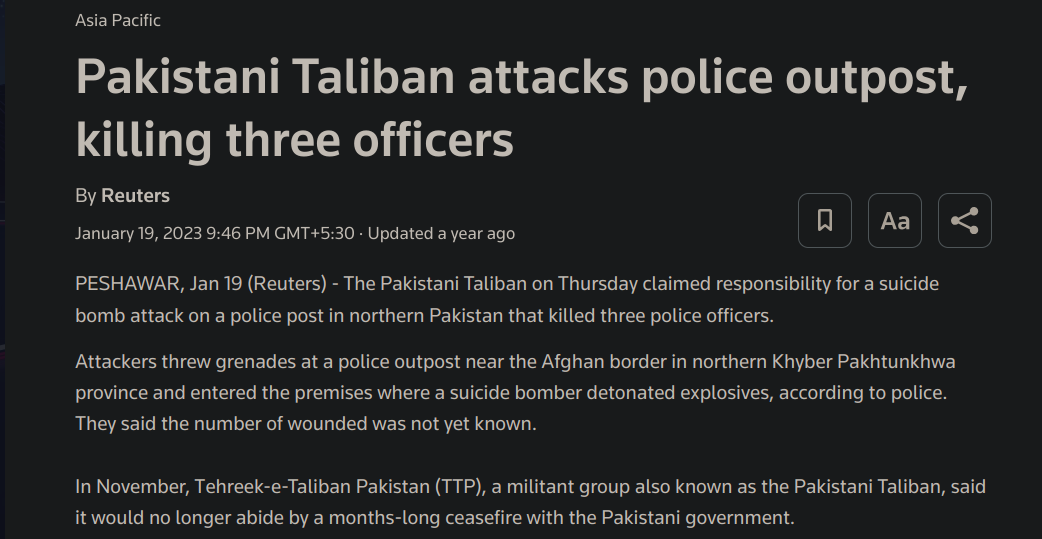 Asia Pacific
Pakistani Taliban attacks police outpost,
killing three officers
By Reuters
January 19, 2023 9:46 PM GMT+5:30 · Updated a year ago
Aa
PESHAWAR, Jan 19 (Reuters) - The Pakistani Taliban on Thursday claimed responsibility for a suicide
bomb attack on a police post in northern Pakistan that killed three police officers.
Attackers threw grenades at a police outpost near the Afghan border in northern Khyber Pakhtunkhwa
province and entered the premises where a suicide bomber detonated explosives, according to police.
They said the number of wounded was not yet known.
In November, Tehreek-e-Taliban Pakistan (TTP), a militant group also known as the Pakistani Taliban, said
it would no longer abide by a months-long ceasefire with the Pakistani government.